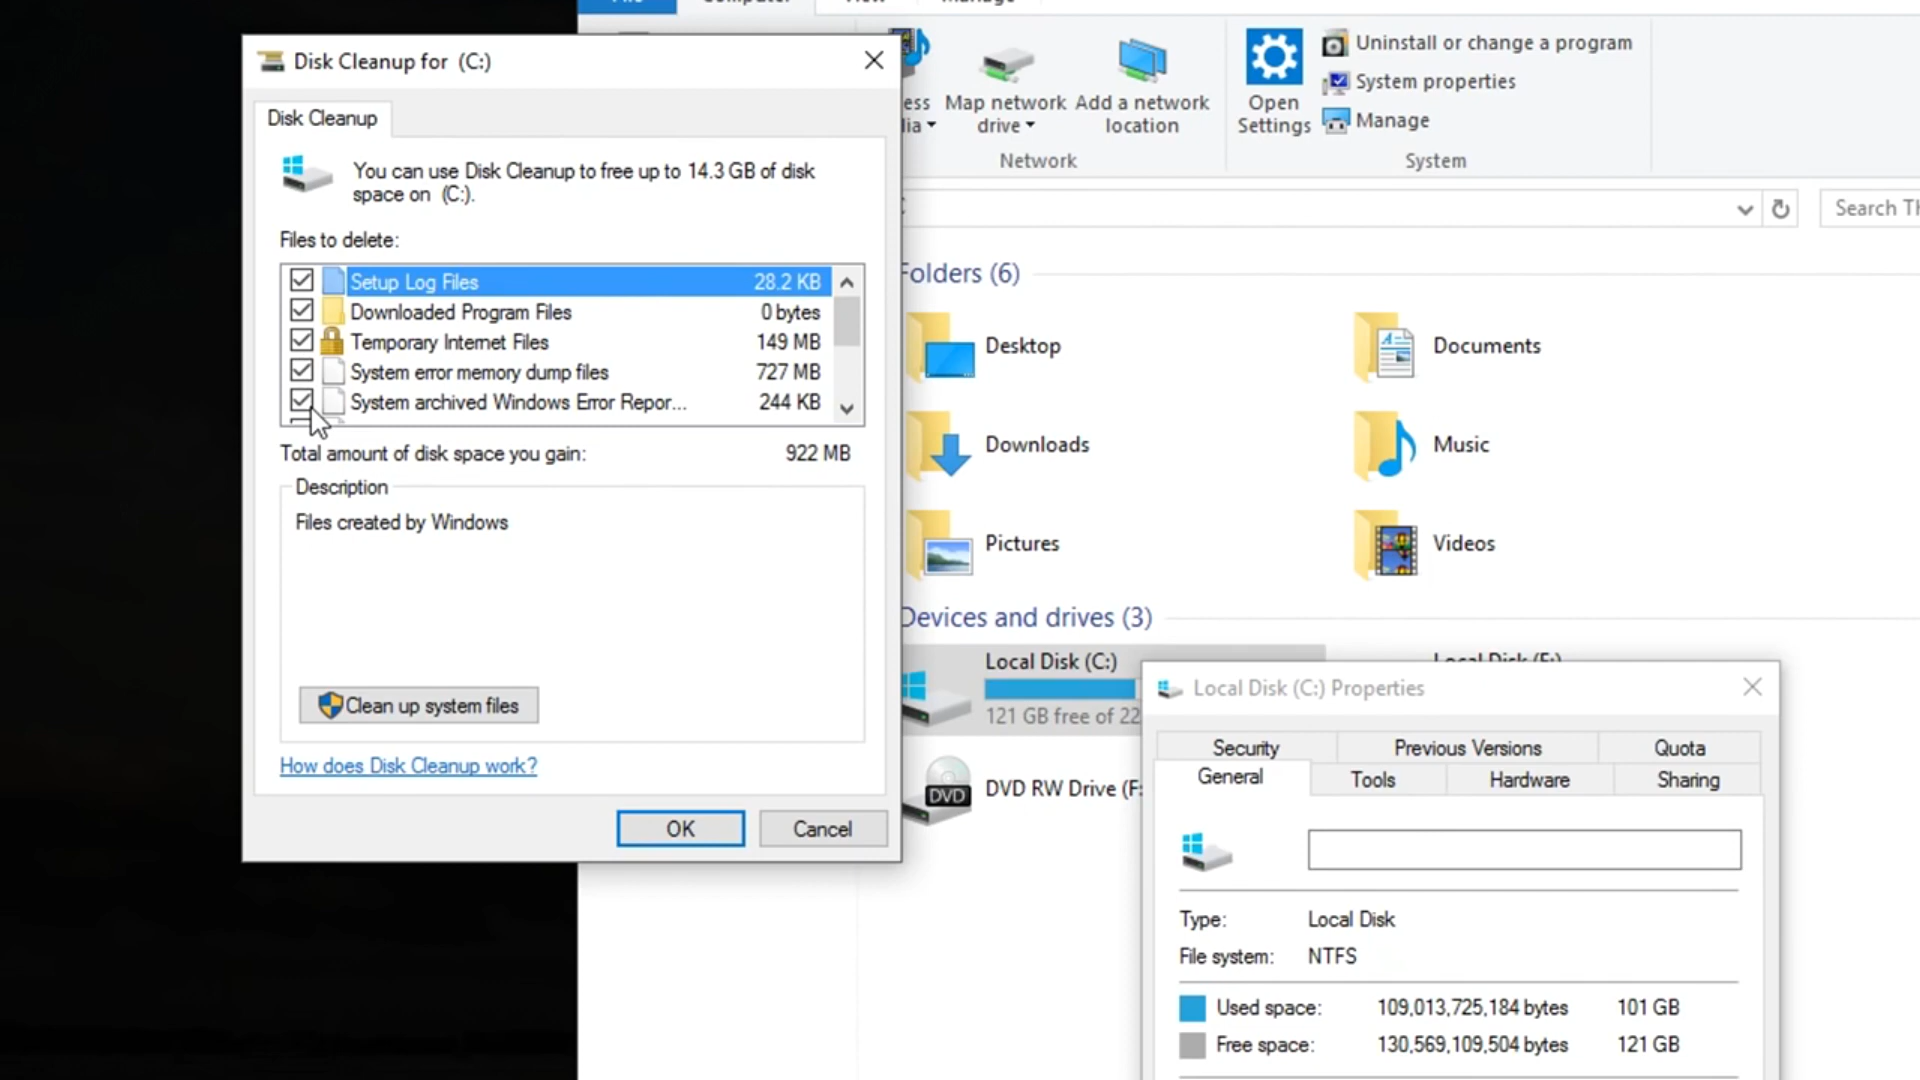 Disk Cleanup for (C:)
Disk Cleanup
You can use Disk Cleanup to free up to 14.3 GB of disk
space on (C:).
Files to delete:
Setup Log Files 28.2 KB
Downloaded Program Files 0 bytes
Temporary Internet Files 149 MB
System error memory dump files 727 MB
System archived Windows Error Repor... 244 KB
Total amount of disk space you gain: 922 MB
Description
Files created by Windows
Clean up system files
How does Disk Cleanup work?
OK
Cancel
Map network
drive
Add a network
location
Network
Open
Settings
Uninstall or change a program
System properties
Manage
System
Search Th
Folders (6)
Desktop
Documents
Downloads
Music
Pictures
Videos
Devices and drives (3)
Local Disk (C:)
121 GB free of 22
DVD RW Drive (F:
DVD
Local Disk (C:) Properties
Security
Previous Versions
Quota
General
Tools
Hardware
Sharing
Type: Local Disk
File system: NTFS
Used space: 109,013,725,184 bytes 101 GB
Free space: 130,569,109,504 bytes 121 GB